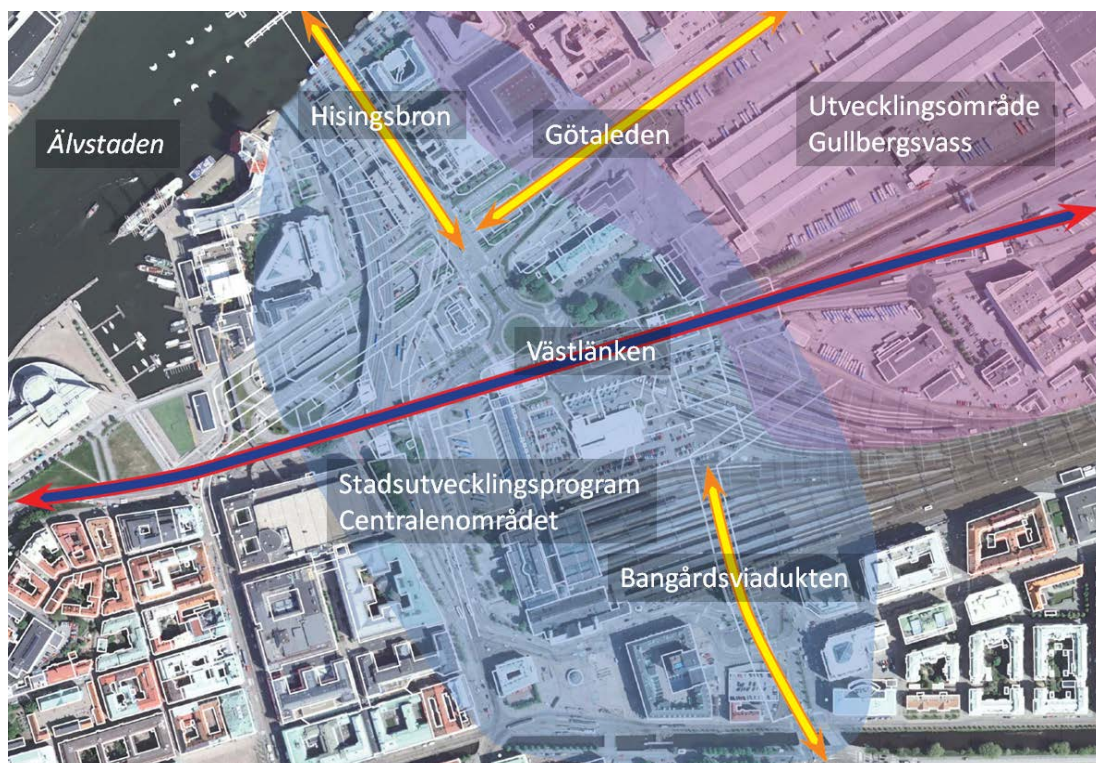 Hisingsbron
Götaleden
Utvecklingsområde
Gullbergsvass
Älvstaden
Västlänken
Stadsutvecklingsprogram
Centralenområdet
Bangårdsviadukten